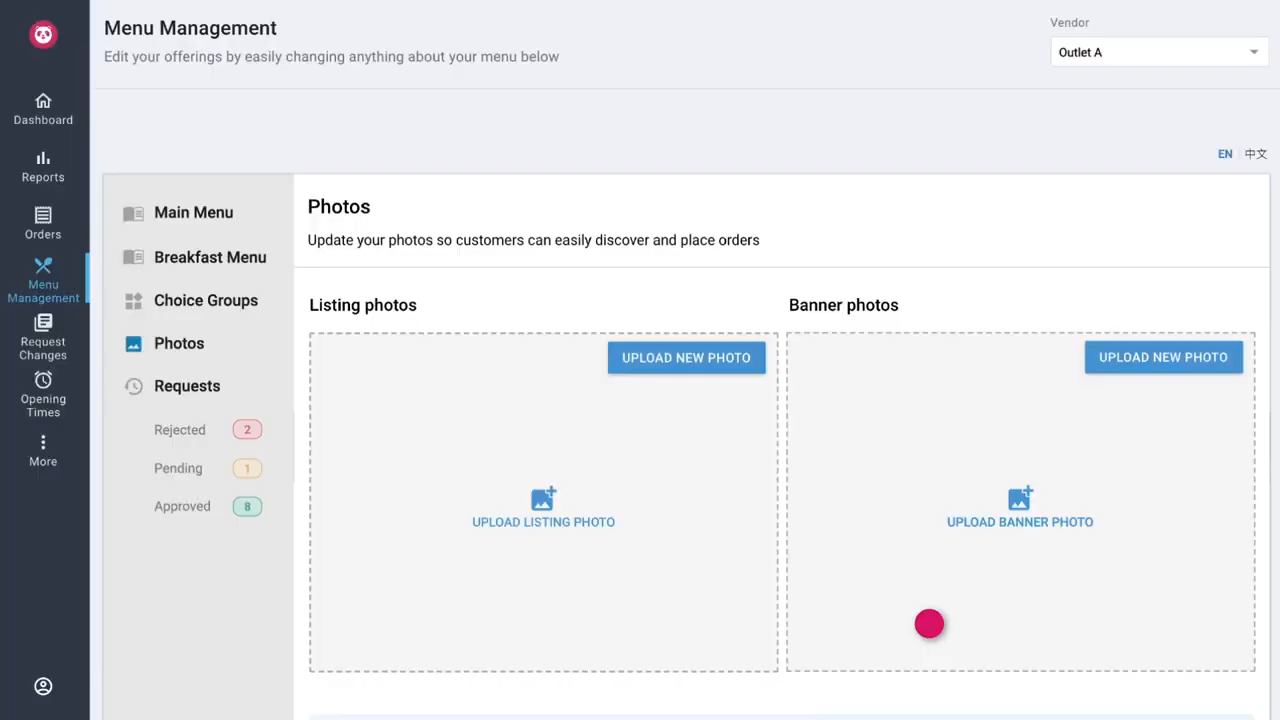 Menu Management
Edit your offerings by easily changing anything about your menu below
Vendor
Outlet A
Dashboard
Reports
Orders
Menu
Management
Request
Changes
Opening
Times
More
EN
中文
Main Menu
Breakfast Menu
Choice Groups
Photos
Requests
Rejected 2
Pending 1
Approved 8
Photos
Update your photos so customers can easily discover and place orders
Listing photos
UPLOAD NEW PHOTO
UPLOAD LISTING PHOTO
Banner photos
UPLOAD NEW PHOTO
UPLOAD BANNER PHOTO